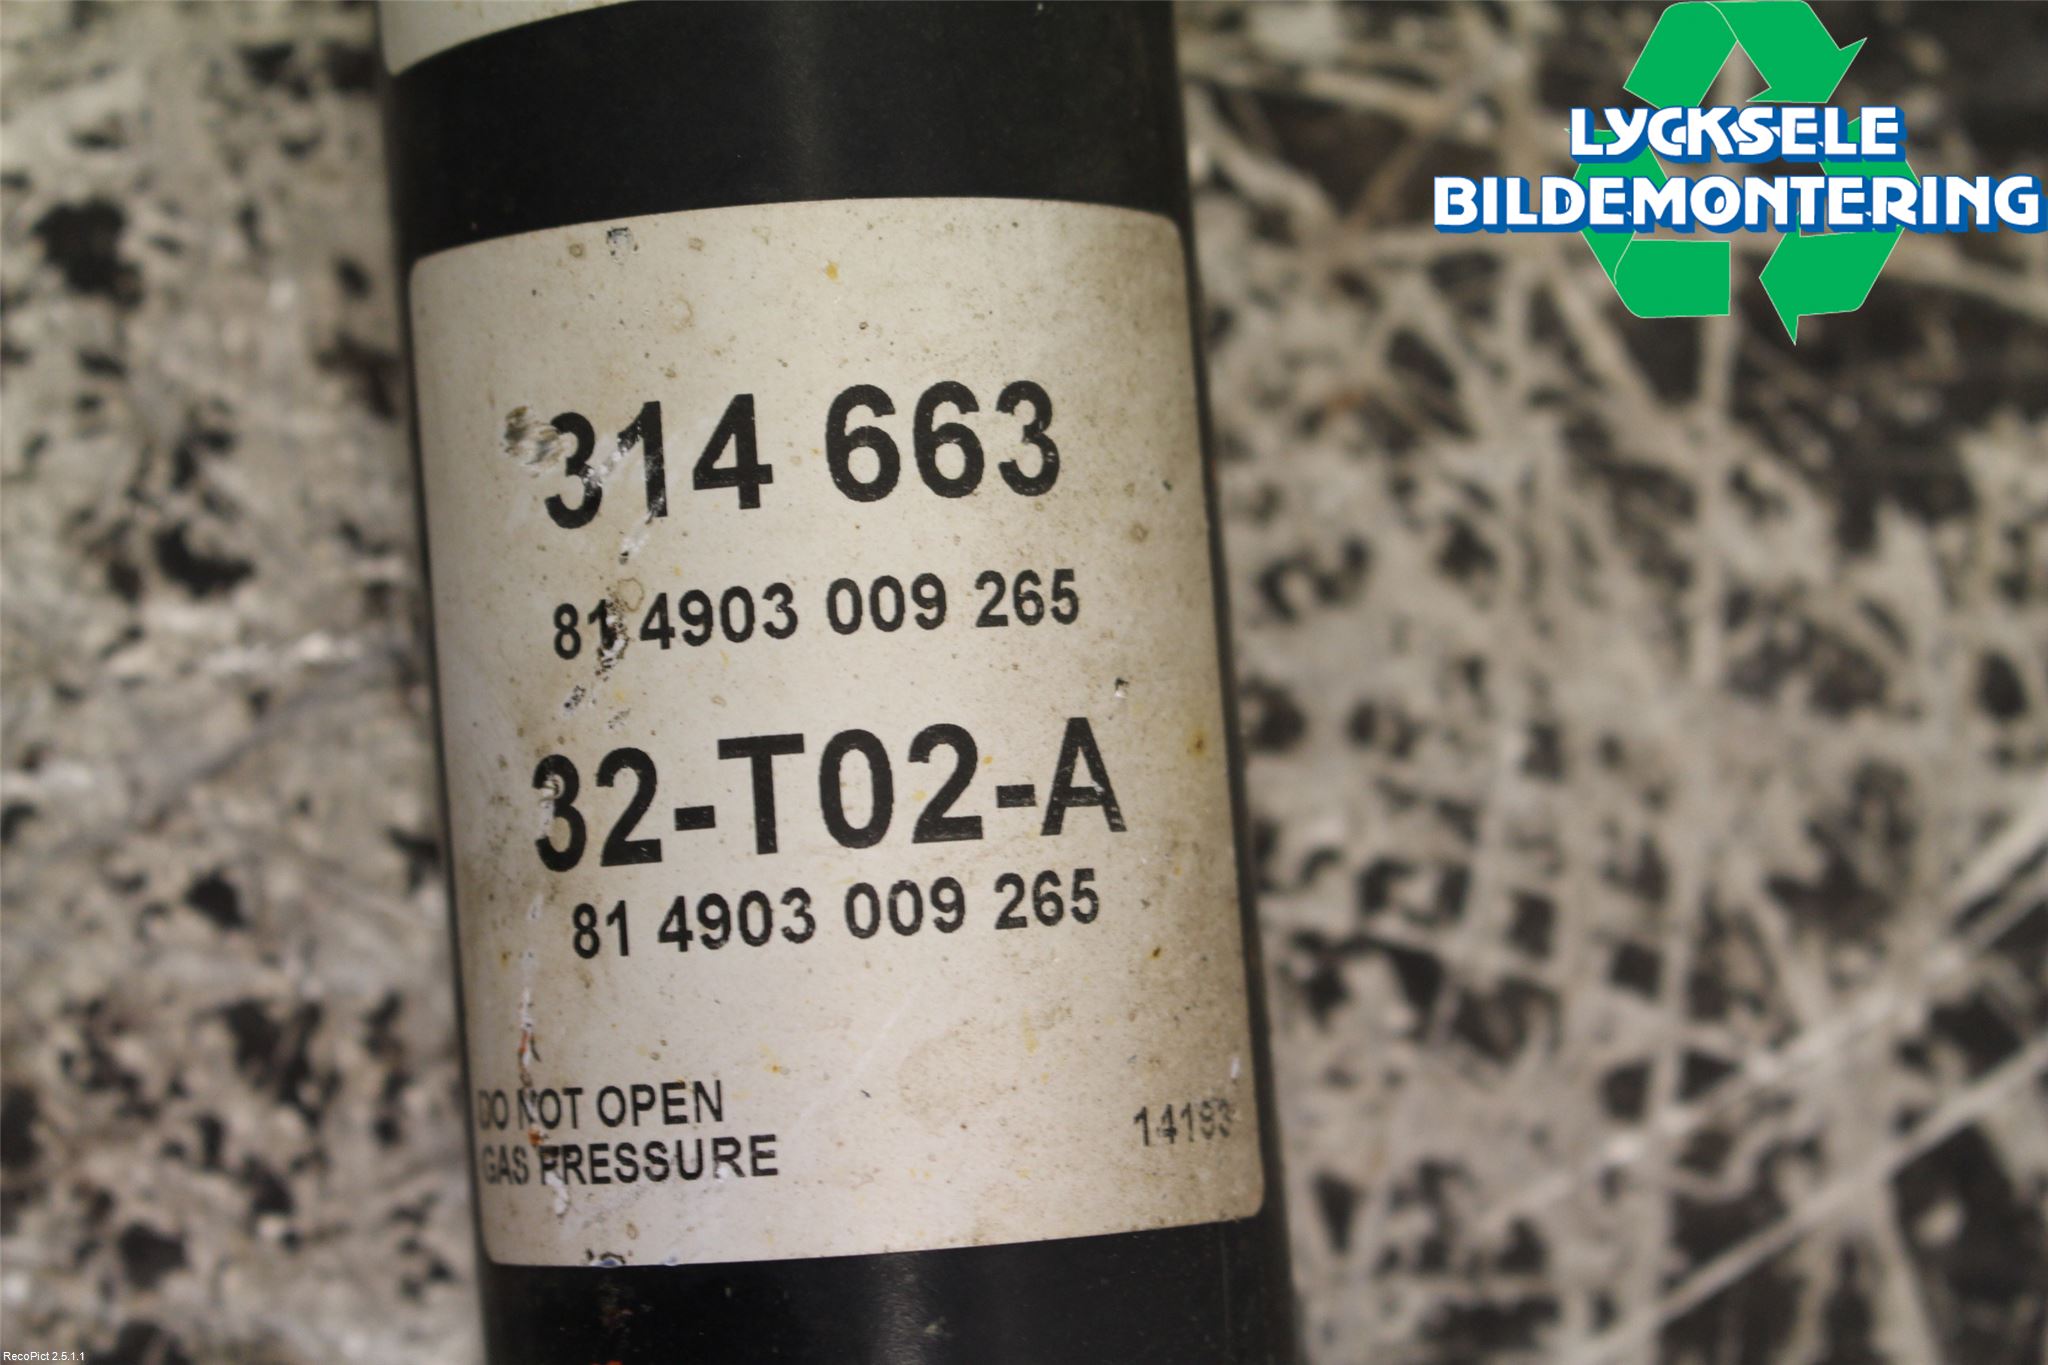 LYCKSELE
BILDEMONTERING
314 663
81 4903 009 265
32-T02-A
81 4903 009 265
DO NOT OPEN
GAS PRESSURE
14193
RecoPict 2.5.1.1